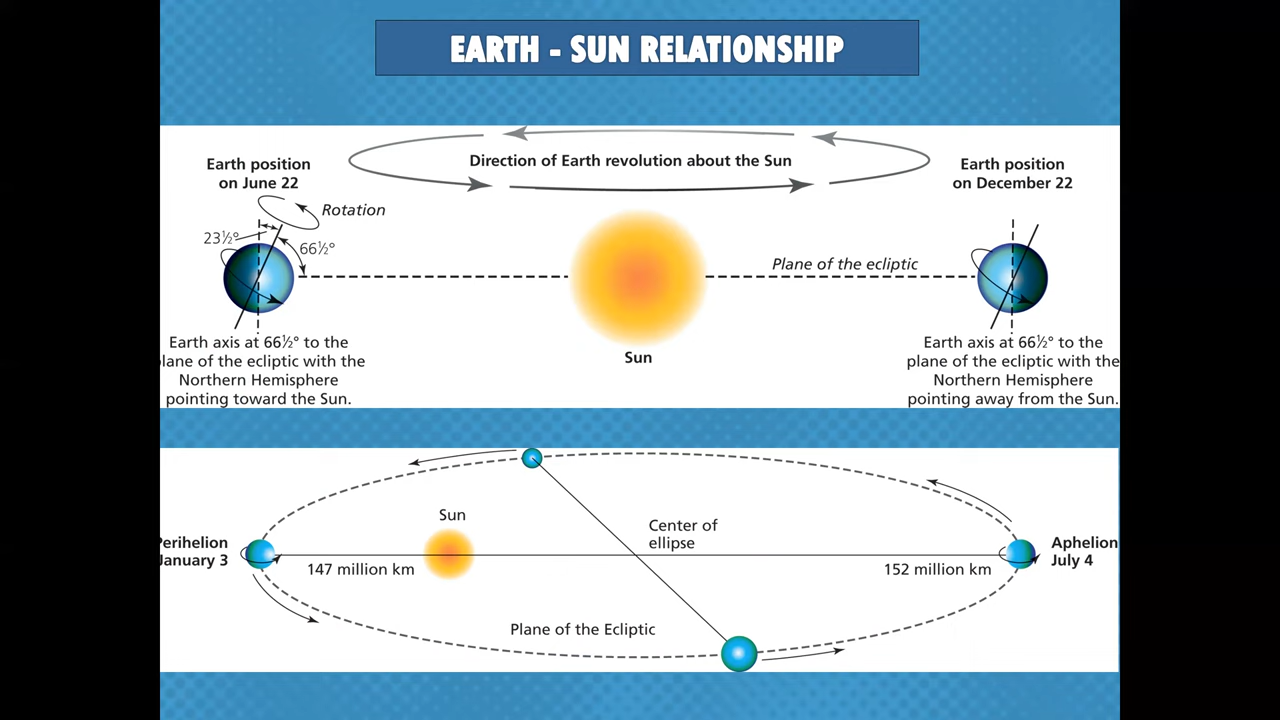 EARTH - SUN RELATIONSHIP
Direction of Earth revolution about the Sun
Earth position
on June 22
Rotation
23½°
66½°
Earth axis at 66½° to the
lane of the ecliptic with the
Northern Hemisphere
pointing toward the Sun.
Sun
Plane of the ecliptic
Earth position
on December 22
Earth axis at 66½° to the
plane of the ecliptic with the
Northern Hemisphere
pointing away from the Sun.
Perihelion
January 3
Sun
147 million km
Center of
ellipse
152 million km
Aphelion
July 4
Plane of the Ecliptic